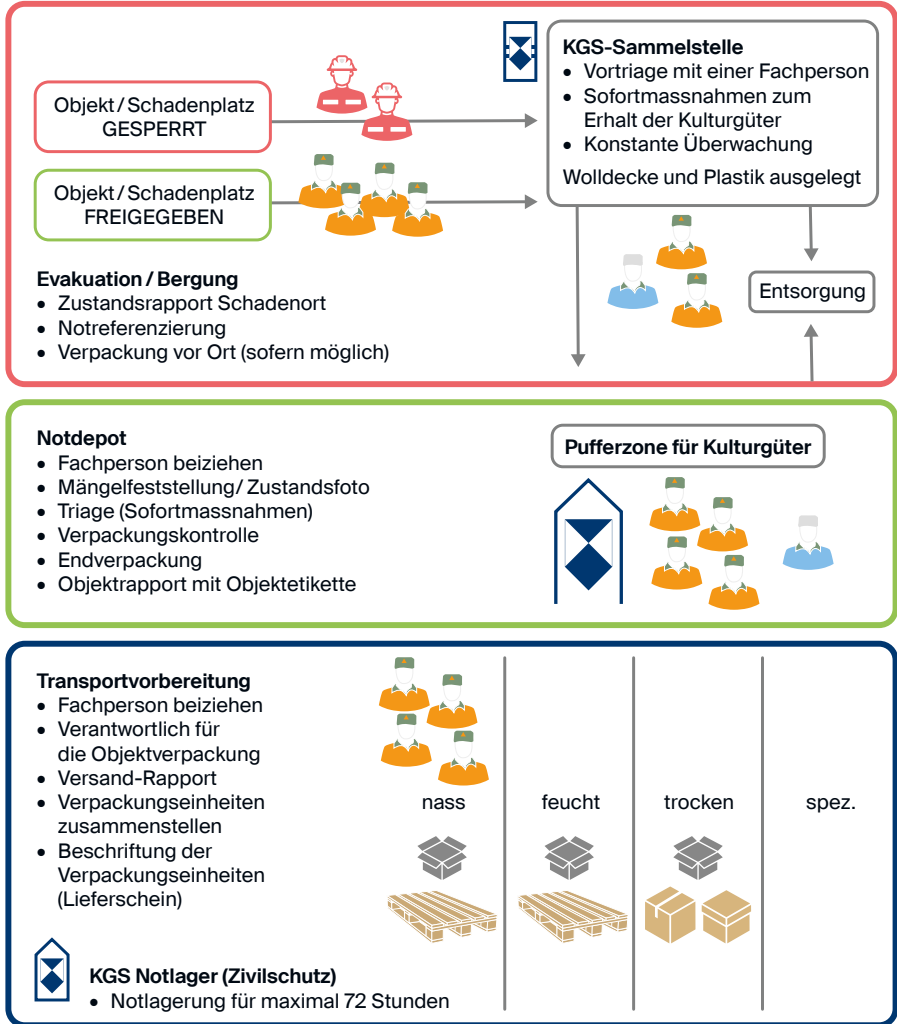 Objekt / Schadenplatz
GESPERRT
Objekt / Schadenplatz
FREIGEGEBEN
KGS-Sammelstelle
• Vortriage mit einer Fachperson
• Sofortmassnahmen zum
Erhalt der Kulturgüter
• Konstante Überwachung
Wolldecke und Plastik ausgelegt
Entsorgung
Evakuation / Bergung
• Zustandsrapport Schadenort
• Notreferenzierung
• Verpackung vor Ort (sofern möglich)
Notdepot
• Fachperson beiziehen
• Mängelfeststellung / Zustandsfoto
• Triage (Sofortmassnahmen)
• Verpackungskontrolle
• Endverpackung
• Objektrapport mit Objektetikette
Pufferzone für Kulturgüter
Transportvorbereitung
• Fachperson beiziehen
• Verantwortlich für
die Objektverpackung
• Versand-Rapport
• Verpackungseinheiten
zusammenstellen
• Beschriftung der
Verpackungseinheiten
(Lieferschein)
nass
feucht
trocken
spez.
KGS Notlager (Zivilschutz)
• Notlagerung für maximal 72 Stunden